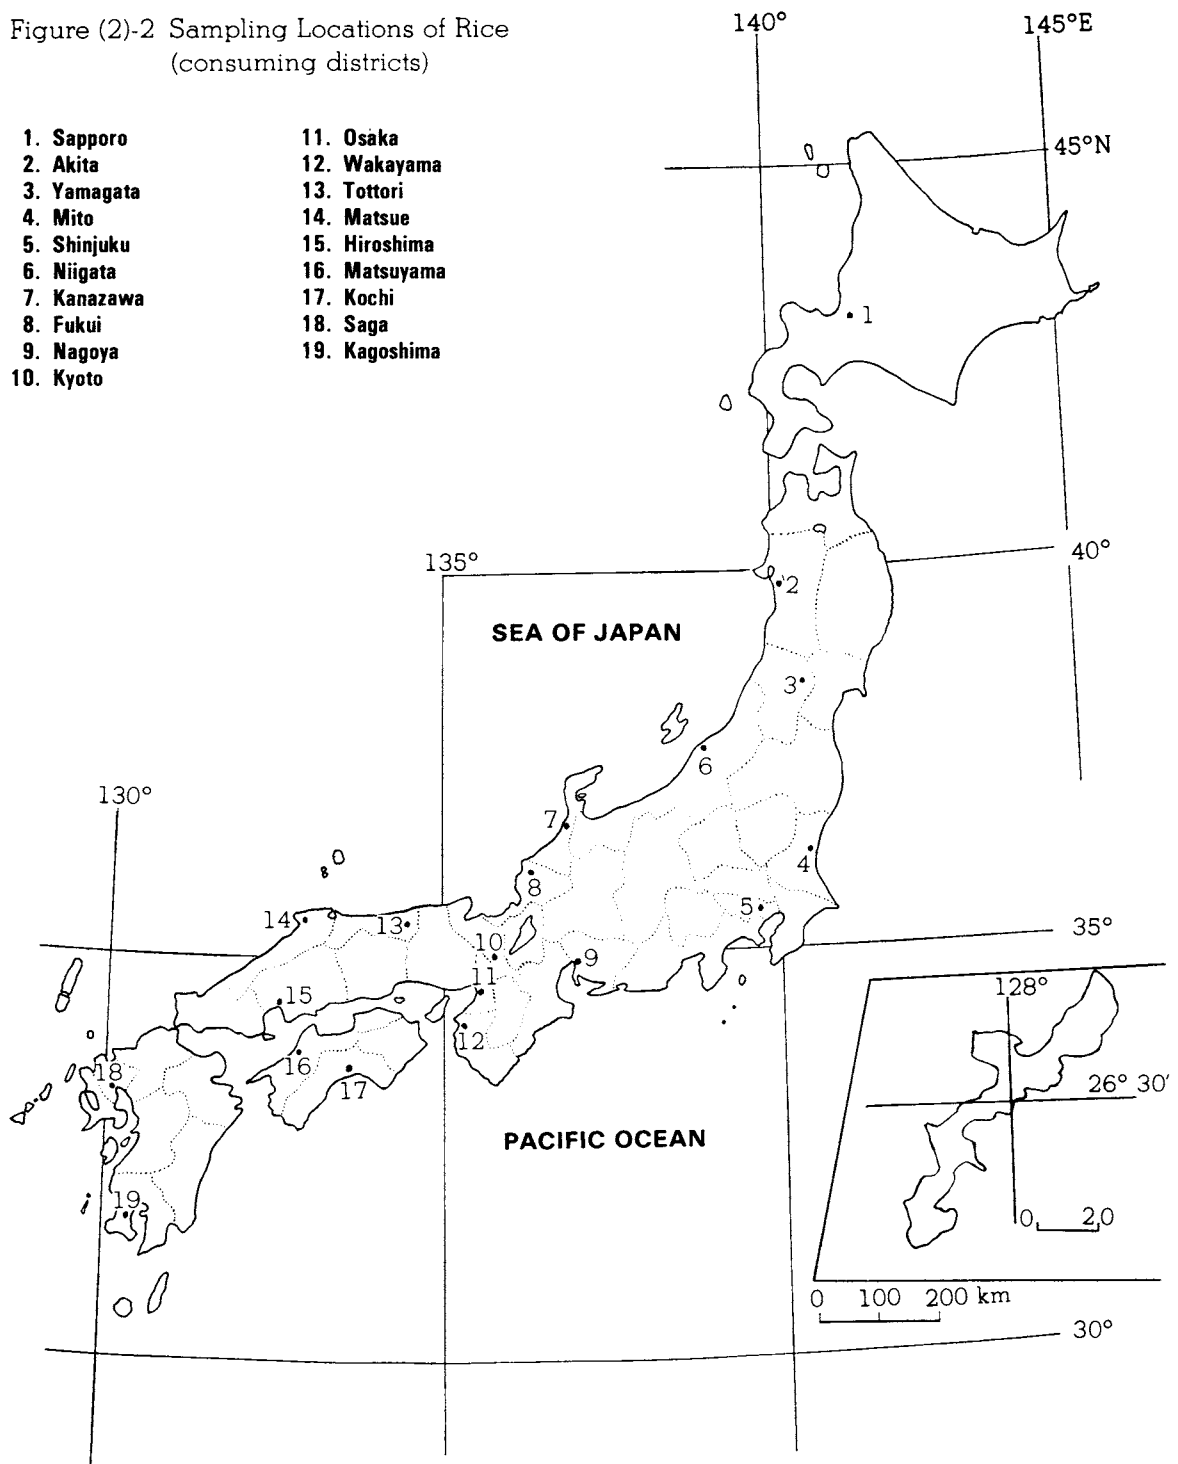 Figure (2)-2 Sampling Locations of Rice
(consuming districts)
1. Sapporo
2. Akita
3. Yamagata
4. Mito
5. Shinjuku
6. Niigata
7. Kanazawa
8. Fukui
9. Nagoya
10. Kyoto
11. Osaka
12. Wakayama
13. Tottori
14. Matsue
15. Hiroshima
16. Matsuyama
17. Kochi
18. Saga
19. Kagoshima
140°
145°E
45°N
1
40°
135°
2
SEA OF JAPAN
3
6
130°
7
4
8
5
14
13
35°
10
9
11
128°
15
12
16
18
17
26° 30'
PACIFIC OCEAN
19
0 20
0 100 200 km
30°